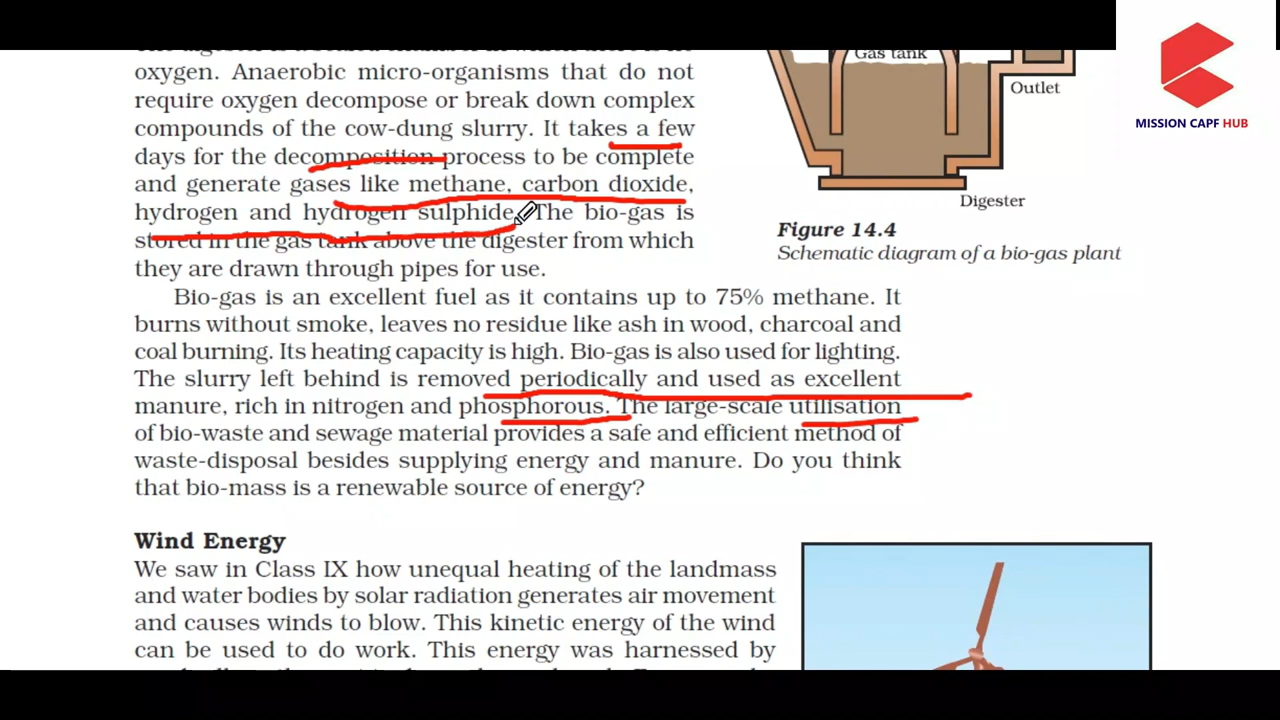 oxygen. Anaerobic micro-organisms that do not
require oxygen decompose or break down complex
compounds of the cow-dung slurry. It takes a few
days for the decomposition process to be complete
and generate gases like methane, carbon dioxide,
hydrogen and hydrogen sulphide. The bio-gas is
stored in the gas tank above the digester from which
they are drawn through pipes for use.
Bio-gas is an excellent fuel as it contains up to 75% methane. It
burns without smoke, leaves no residue like ash in wood, charcoal and
coal burning. Its heating capacity is high. Bio-gas is also used for lighting.
The slurry left behind is removed periodically and used as excellent
manure, rich in nitrogen and phosphorous. The large-scale utilisation
of bio-waste and sewage material provides a safe and efficient method of
waste-disposal besides supplying energy and manure. Do you think
that bio-mass is a renewable source of energy?
Gas tank
Outlet
Digester
Figure 14.4
Schematic diagram of a bio-gas plant
Wind Energy
We saw in Class IX how unequal heating of the landmass
and water bodies by solar radiation generates air movement
and causes winds to blow. This kinetic energy of the wind
can be used to do work. This energy was harnessed by
MISSION CAPF HUB